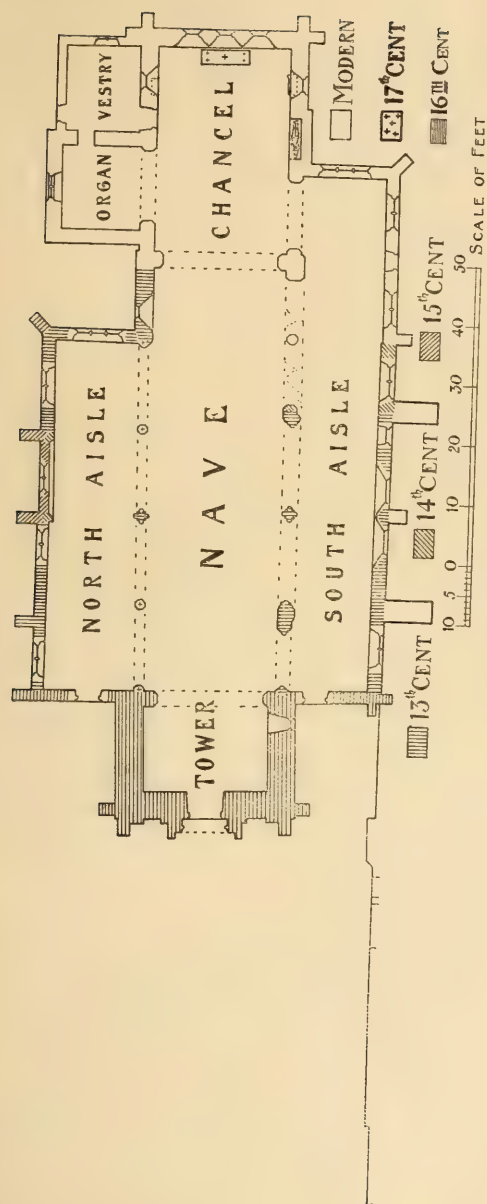 ORGAN VESTRY
CHANCEL
NORTH AISLE
NAVE
SOUTH AISLE
TOWER
MODERN
17th CENT
16TH CENT
15th CENT
14th CENT
13th CENT
10 5 0 10 20 30 40 50
SCALE OF FEET